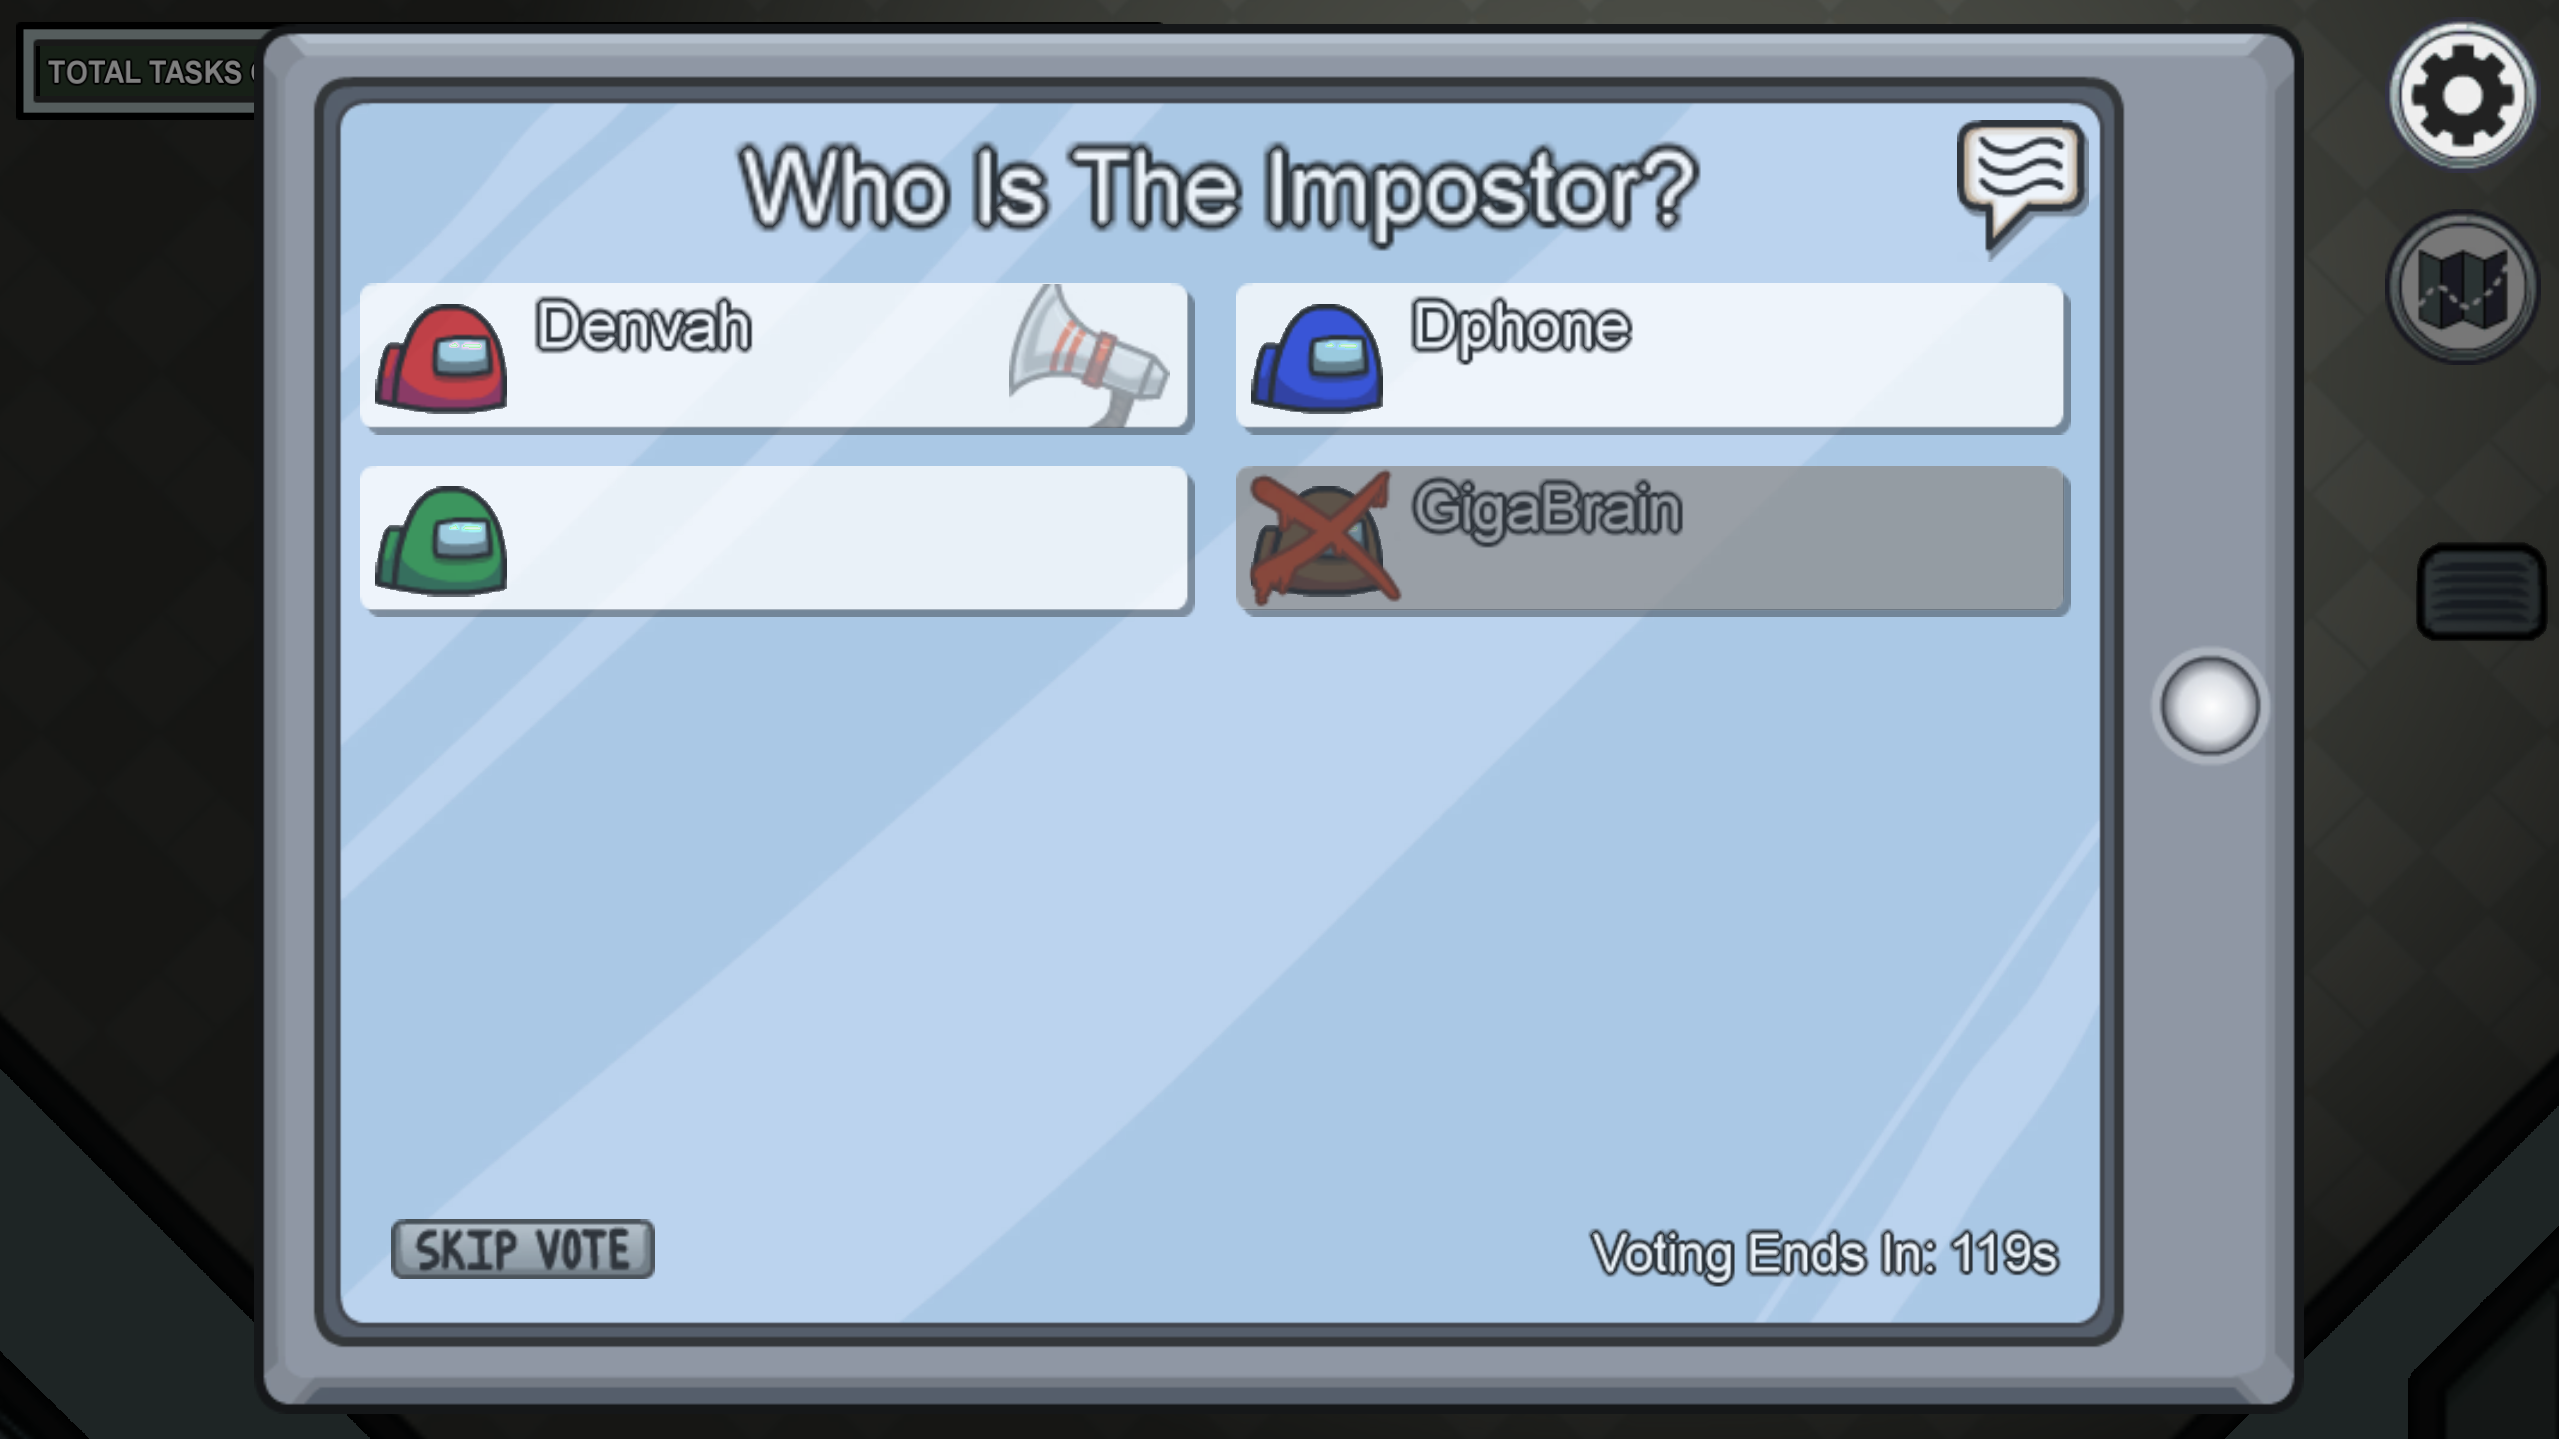 TOTAL TASKS
Who Is The Impostor?
Denvah
Dphone
GigaBrain
SKIP VOTE
Voting Ends In: 119s